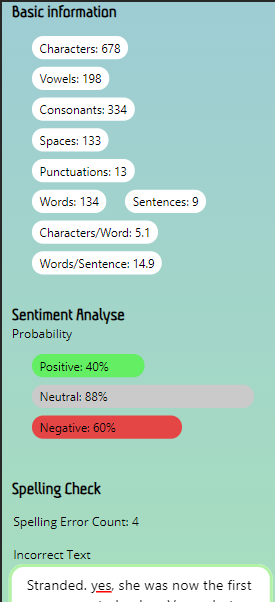 Basic information
Characters: 678
Vowels: 198
Consonants: 334
Spaces: 133
Punctuations: 13
Words: 134 Sentences: 9
Characters/Word: 5.1
Words/Sentence: 14.9
Sentiment Analyse
Probability
Positive: 40%
Neutral: 88%
Negative: 60%
Spelling Check
Spelling Error Count: 4
Incorrect Text
Stranded. yes, she was now the first